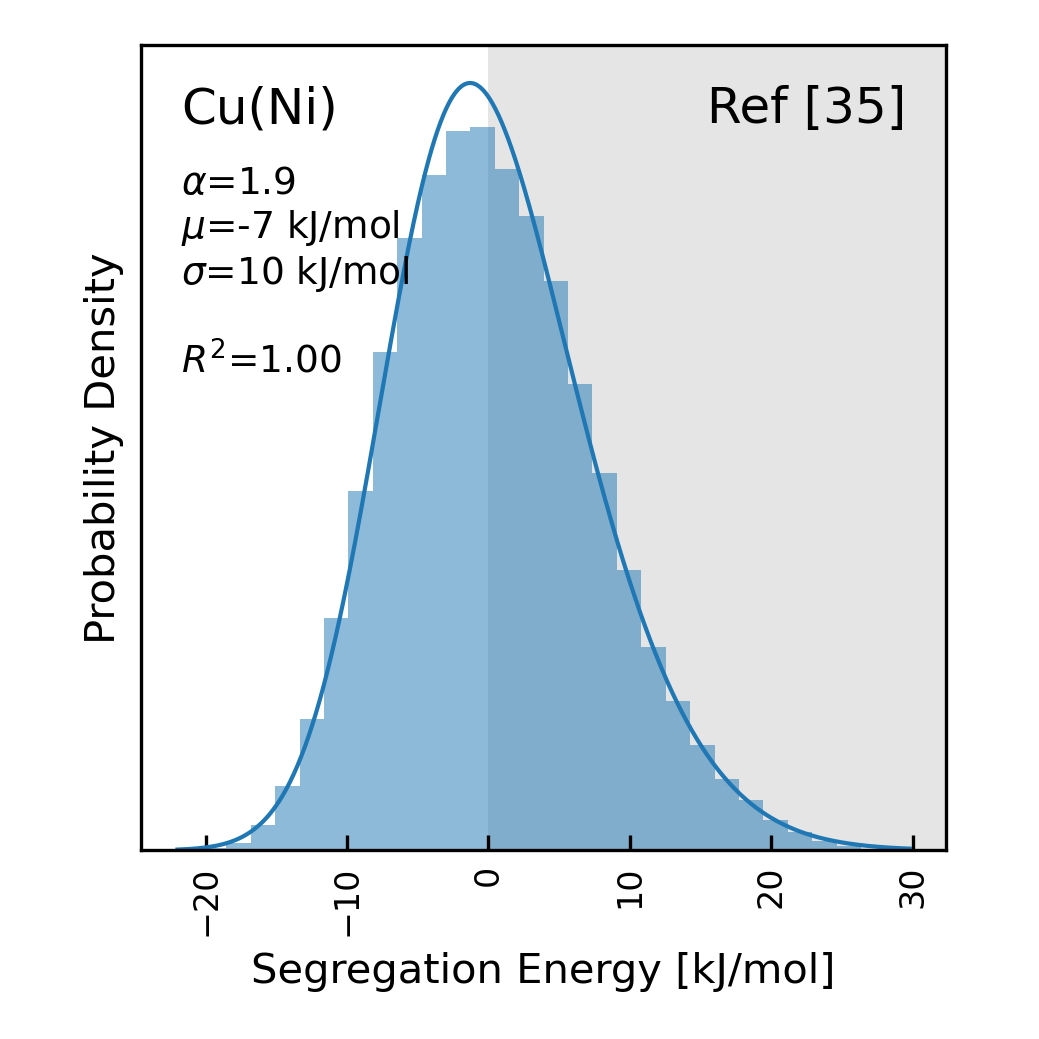 Cu(Ni)
Ref [35]
α=1.9
μ=-7 kJ/mol
σ=10 kJ/mol
R²=1.00
Probability Density
−20
−10
0
10
20
30
Segregation Energy [kJ/mol]